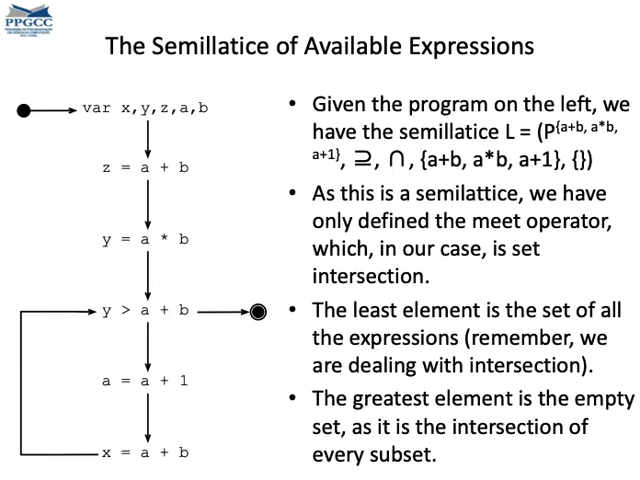 PPGCC
The Semillatice of Available Expressions
var x,y,z,a,b
z = a + b
y = a * b
y > a + b
a = a + 1
x = a + b
• Given the program on the left, we
have the semillatice L = (P{a+b, a*b,
a+1}, ⊇, ∩, {a+b, a*b, a+1}, {})
• As this is a semilattice, we have
only defined the meet operator,
which, in our case, is set
intersection.
• The least element is the set of all
the expressions (remember, we
are dealing with intersection).
• The greatest element is the empty
set, as it is the intersection of
every subset.